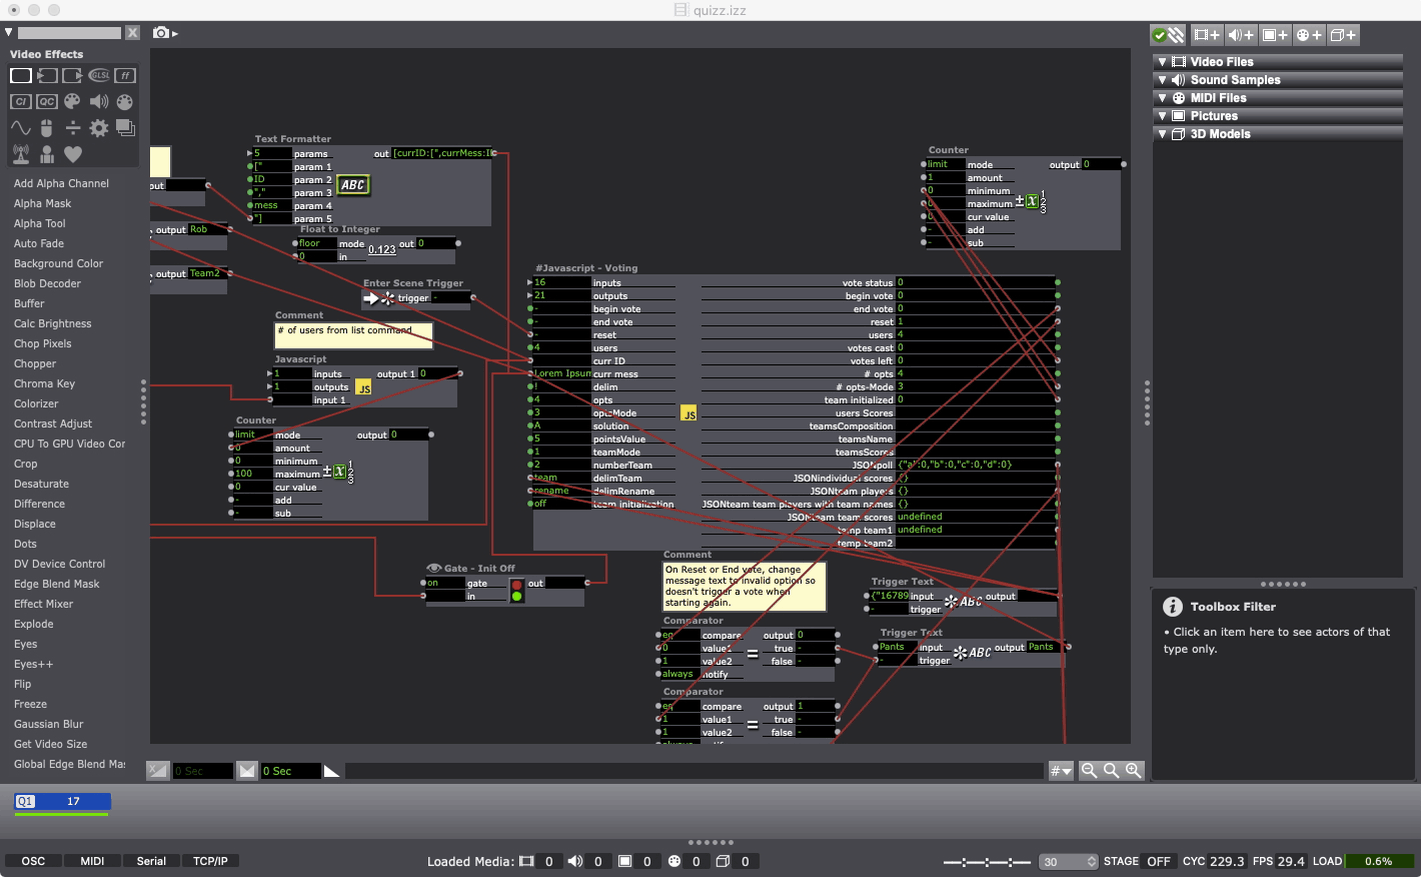 quizz.izz
Video Effects
GLSL
ff
CI
QC
Add Alpha Channel
Alpha Mask
Alpha Tool
Auto Fade
Background Color
Blob Decoder
Buffer
Calc Brightness
Chop Pixels
Chopper
Chroma Key
Colorizer
Contrast Adjust
CPU To GPU Video Cor
Crop
Desaturate
Difference
Displace
Dots
DV Device Control
Edge Blend Mask
Effect Mixer
Explode
Eyes
Eyes++
Flip
Freeze
Gaussian Blur
Get Video Size
Global Edge Blend Mas
put
output Rob
output Team2
Text Formatter
5 params out [currID:[",currMess:I
[" param 1
ID param 2
"," param 3
mess param 4
"] param 5
ABC
Float to Integer
floor mode 0.123 out 0
0 in
Enter Scene Trigger
trigger -
Comment
# of users from list command
Javascript
1 inputs output 1 0
1 outputs
input 1
JS
Counter
limit mode output 0
0 amount
0 minimum
100 maximum
0 cur value
- add
- sub
±x 1 2 3
Gate - Init Off
on gate out
in
#Javascript - Voting
16 inputs vote status 0
21 outputs begin vote 0
- begin vote end vote 0
- end vote reset 1
- reset users 4
4 users votes cast 0
curr ID votes left 0
Lorem Ipsum curr mess # opts 4
! delim # opts-Mode 3
4 opts team initialized 0
3 optsMode users Scores
A solution teamsComposition
5 pointsValue teamsName
1 teamMode teamsScores
2 numberTeam JSONpoll {"a":0,"b":0,"c":0,"d":0}
team delimTeam JSONindividual scores {}
rename delimRename JSONteam players {}
off team initialization JSONteam team players with team names {}
JSONteam team scores undefined
temp team1 undefined
temp team2
JS
Comment
On Reset or End vote, change
message text to invalid option so
doesn't trigger a vote when
starting again.
Comparator
eq compare output 0
0 value1 true -
1 value2 false -
always notify
=
Comparator
eq compare output 1
1 value1 true -
1 value2 false -
=
Trigger Text
{"16789 input ABC output
- trigger
Trigger Text
Pants input ABC output Pants
- trigger
Counter
limit mode output 0
1 amount
0 minimum
0 maximum
0 cur value
- add
- sub
±x 1 2 3
Video Files
Sound Samples
MIDI Files
Pictures
3D Models
Toolbox Filter
• Click an item here to see actors of that
type only.
0 Sec
0 Sec
#
Q1 17
OSC
MIDI
Serial
TCP/IP
Loaded Media: 0 0 0 0 0
30
STAGE OFF CYC 229.3 FPS 29.4 LOAD 0.6%